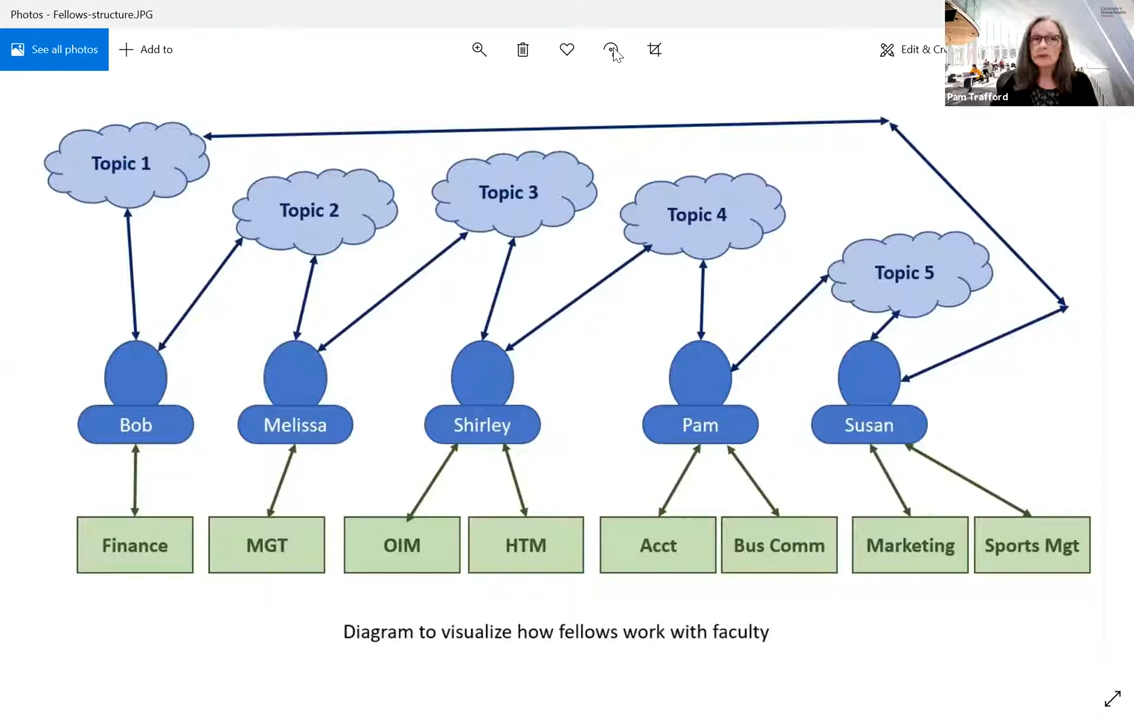 Photos - Fellows-structure.JPG
See all photos
Add to
Edit & Cr
Pam Trafford
Topic 1
Topic 2
Topic 3
Topic 4
Topic 5
Bob
Melissa
Shirley
Pam
Susan
Finance
MGT
OIM
HTM
Acct
Bus Comm
Marketing
Sports Mgt
Diagram to visualize how fellows work with faculty